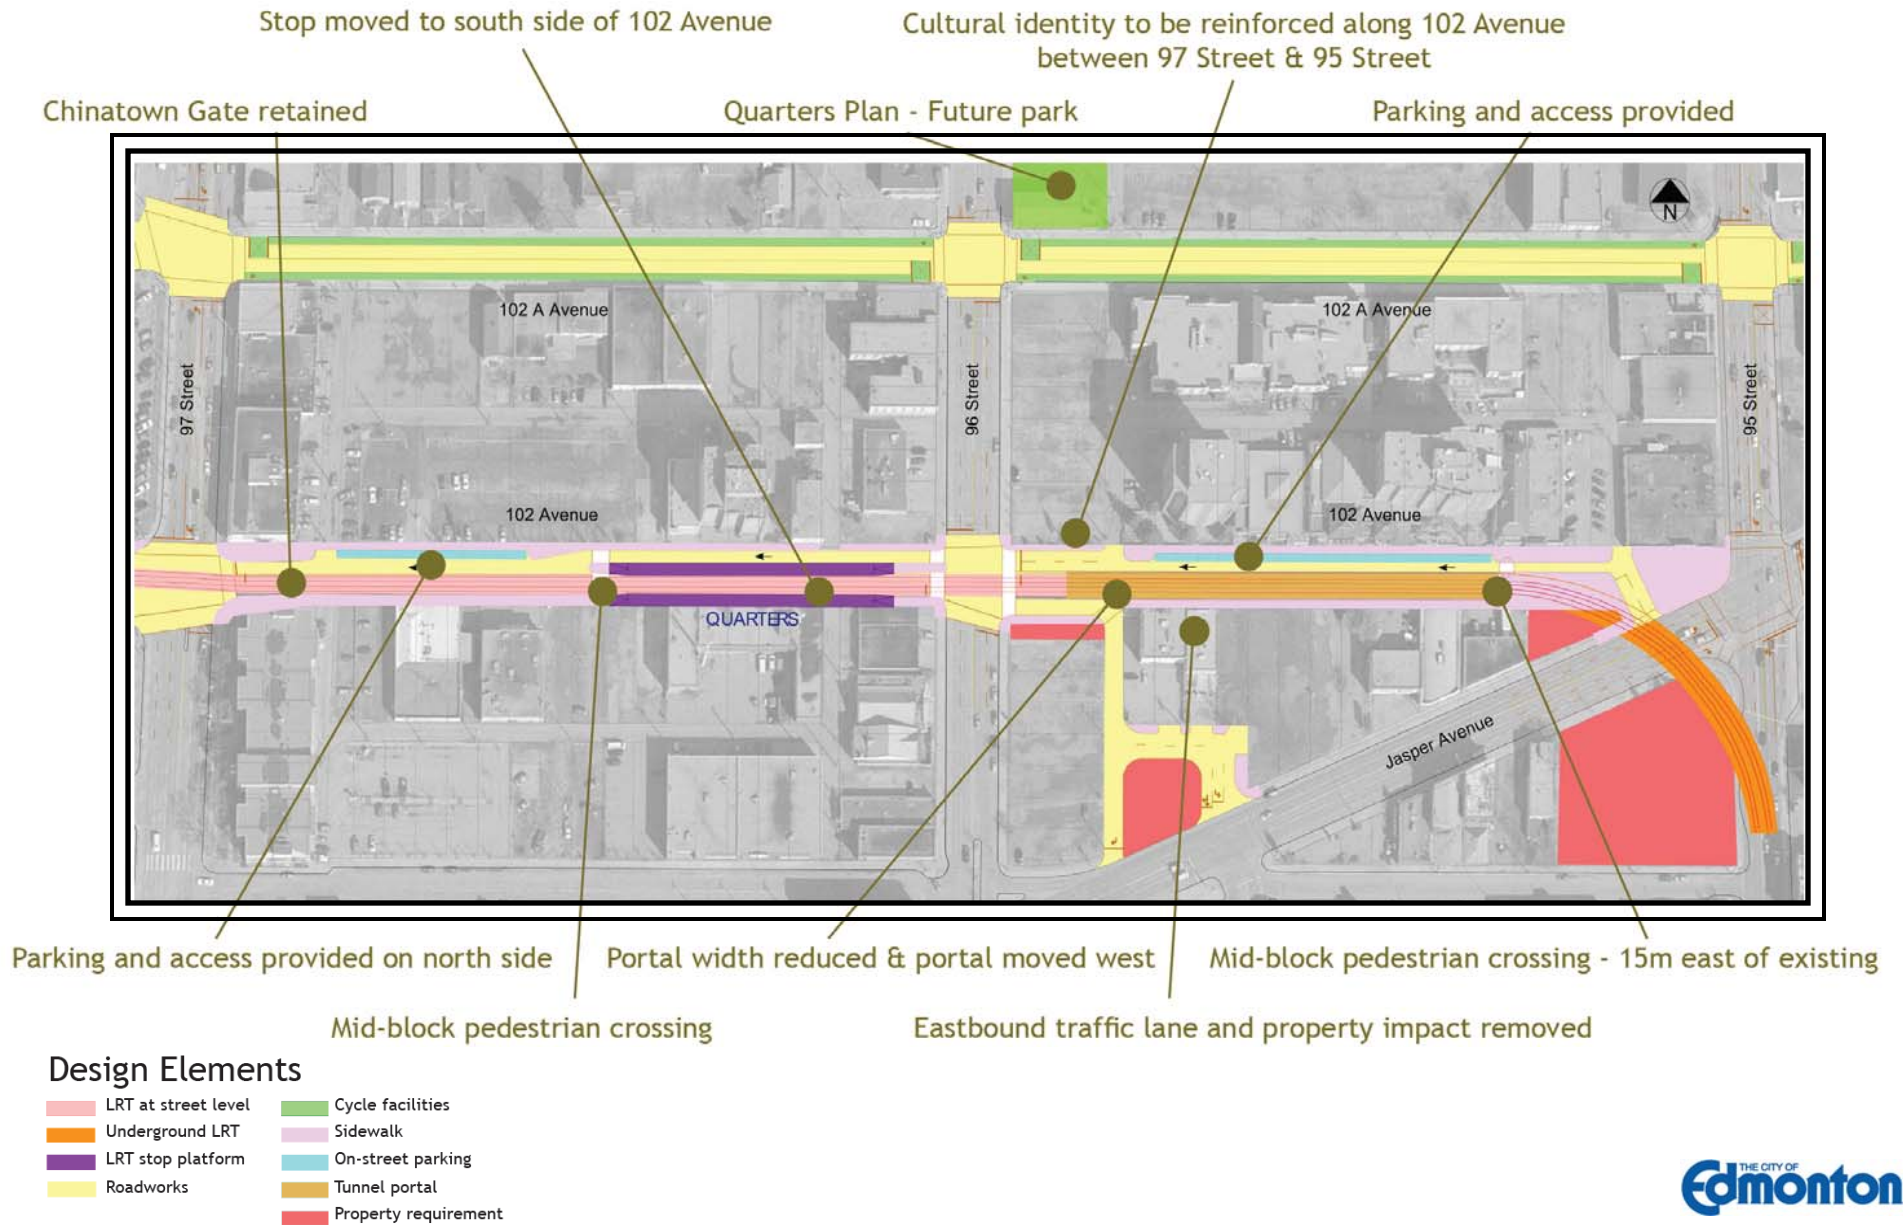 Stop moved to south side of 102 Avenue
Cultural identity to be reinforced along 102 Avenue
between 97 Street & 95 Street
Chinatown Gate retained
Quarters Plan - Future park
Parking and access provided
N
102 A Avenue
102 A Avenue
97 Street
96 Street
95 Street
102 Avenue
102 Avenue
QUARTERS
Jasper Avenue
Parking and access provided on north side
Portal width reduced & portal moved west
Mid-block pedestrian crossing - 15m east of existing
Mid-block pedestrian crossing
Eastbound traffic lane and property impact removed
Design Elements
LRT at street level
Underground LRT
LRT stop platform
Roadworks
Cycle facilities
Sidewalk
On-street parking
Tunnel portal
Property requirement
THE CITY OF
Edmonton